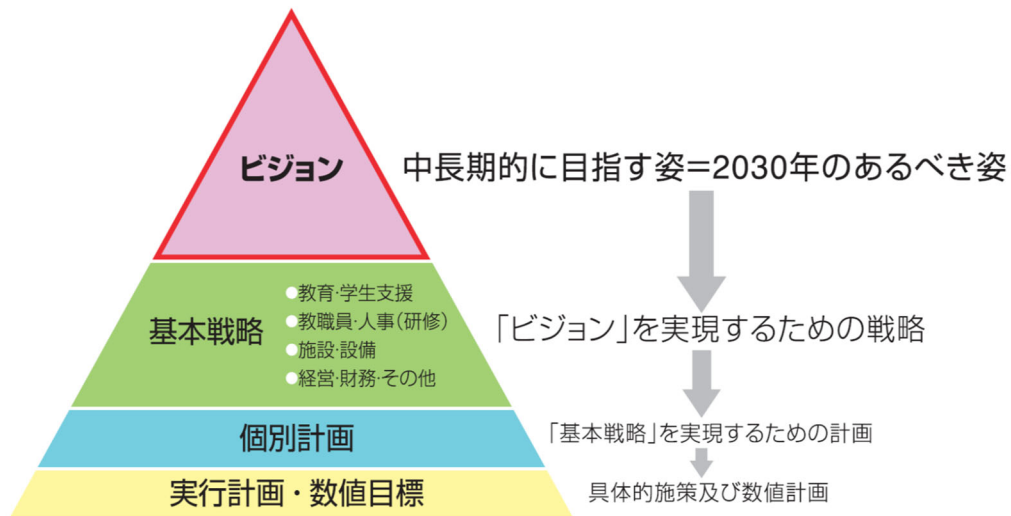 ビジョン
中長期的に目指す姿=2030年のあるべき姿
基本戦略
●教育・学生支援
●教職員・人事(研修)
●施設・設備
●経営・財務・その他
「ビジョン」を実現するための戦略
個別計画
「基本戦略」を実現するための計画
実行計画・数値目標
具体的施策及び数値計画